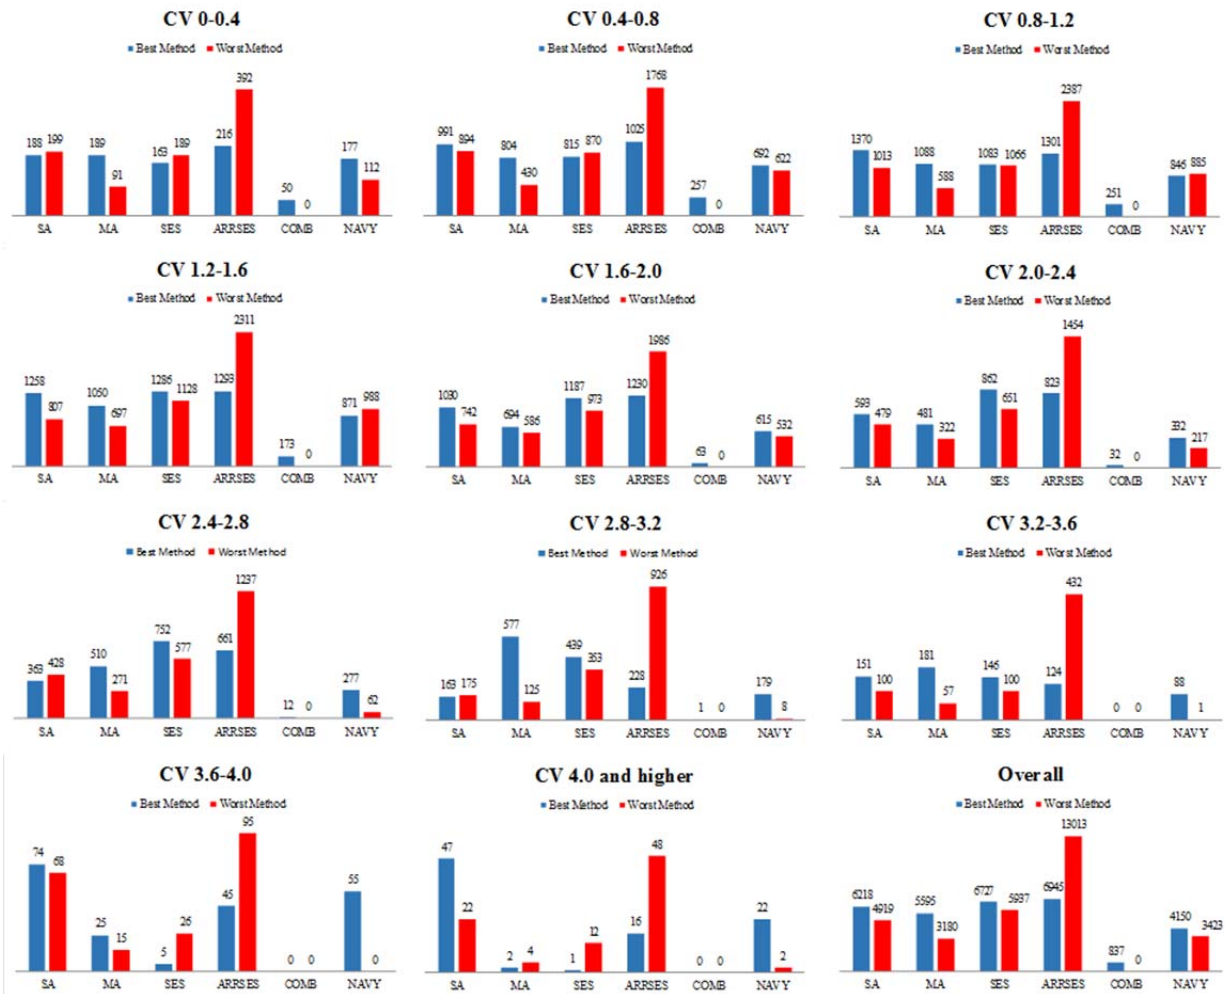 CV 0-0.4
Best Method Worst Method
188 199 189 91 163 189 216 392 50 0 177 112
SA MA SES ARRSES COMB NAVY
CV 0.4-0.8
Best Method Worst Method
991 894 804 430 815 870 1025 1768 257 0 692 622
SA MA SES ARRSES COMB NAVY
CV 0.8-1.2
Best Method Worst Method
1370 1013 1088 588 1083 1066 1301 2387 251 0 846 885
SA MA SES ARRSES COMB NAVY
CV 1.2-1.6
Best Method Worst Method
1258 807 1050 697 1286 1128 1293 2311 173 0 871 988
SA MA SES ARRSES COMB NAVY
CV 1.6-2.0
Best Method Worst Method
1030 742 694 586 1187 973 1230 1986 63 0 615 532
SA MA SES ARRSES COMB NAVY
CV 2.0-2.4
Best Method Worst Method
593 479 481 322 862 651 823 1454 32 0 332 217
SA MA SES ARRSES COMB NAVY
CV 2.4-2.8
Best Method Worst Method
363 428 510 271 752 577 661 1237 12 0 277 62
SA MA SES ARRSES COMB NAVY
CV 2.8-3.2
Best Method Worst Method
163 175 577 125 439 353 228 926 1 0 179 8
SA MA SES ARRSES COMB NAVY
CV 3.2-3.6
Best Method Worst Method
151 100 181 57 146 100 124 432 0 0 88 1
SA MA SES ARRSES COMB NAVY
CV 3.6-4.0
Best Method Worst Method
74 68 25 15 5 26 45 95 0 0 55 0
SA MA SES ARRSES COMB NAVY
CV 4.0 and higher
Best Method Worst Method
47 22 2 4 1 12 16 48 0 0 22 2
SA MA SES ARRSES COMB NAVY
Overall
Best Method Worst Method
6218 4919 5595 3180 6727 5937 6945 13013 837 0 4150 3423
SA MA SES ARRSES COMB NAVY